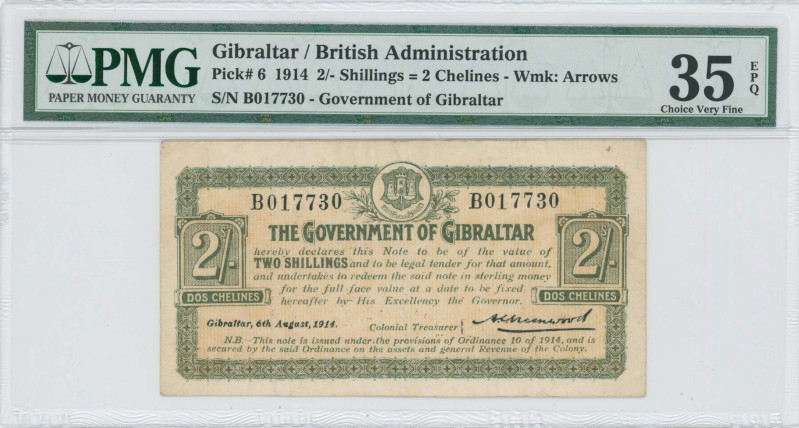 PMG
PAPER MONEY GUARANTY
Gibraltar / British Administration
Pick# 6 1914 2/- Shillings = 2 Chelines - Wmk: Arrows
S/N B017730 - Government of Gibraltar
35 EPQ
Choice Very Fine
B017730 B017730
THE GOVERNMENT OF GIBRALTAR
2/- 2/-
hereby declares this Note to be of the value of
TWO SHILLINGS and to be legal tender for that amount,
and undertakes to redeem the said note in sterling money
for the full face value at a date to be fixed
hereafter by His Excellency the Governor.
DOS CHELINES DOS CHELINES
Gibraltar, 6th August, 1914. Colonial Treasurer
N.B.—This note is issued under the provisions of Ordinance 10 of 1914, and is
secured by the said Ordinance on the assets and general Revenue of the Colony.